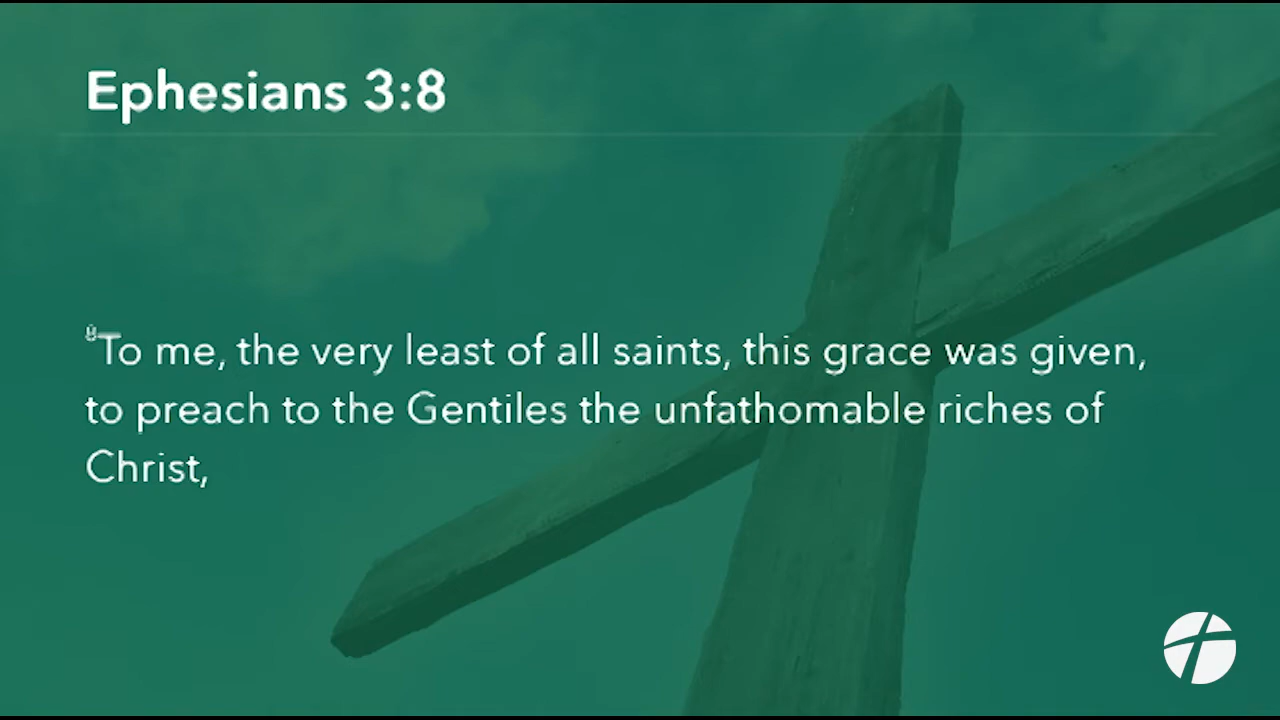 Ephesians 3:8
8To me, the very least of all saints, this grace was given,
to preach to the Gentiles the unfathomable riches of
Christ,